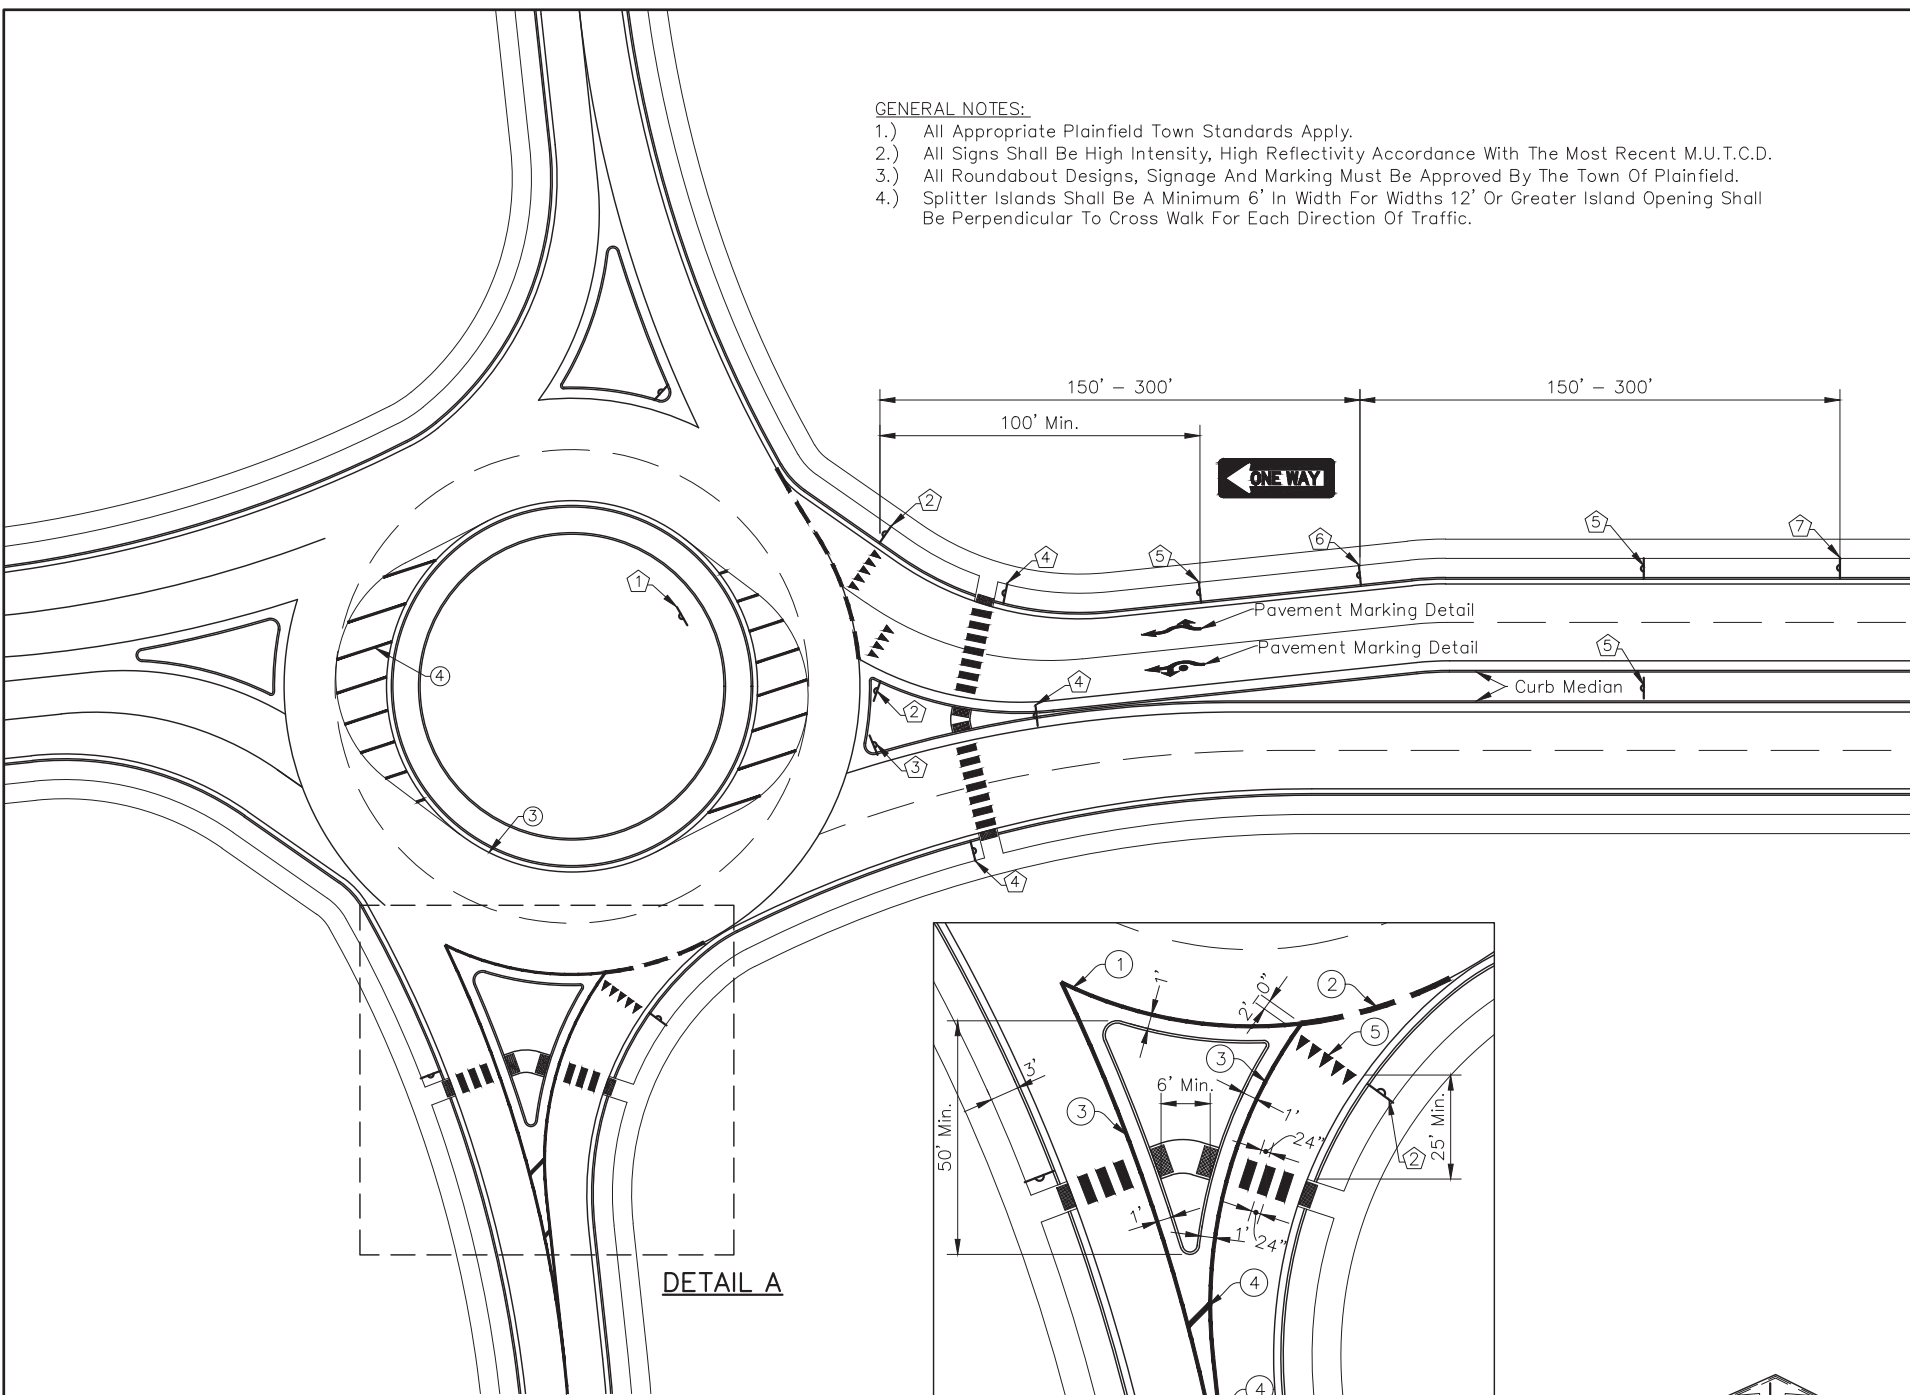 GENERAL NOTES:
1.) All Appropriate Plainfield Town Standards Apply.
2.) All Signs Shall Be High Intensity, High Reflectivity Accordance With The Most Recent M.U.T.C.D.
3.) All Roundabout Designs, Signage And Marking Must Be Approved By The Town Of Plainfield.
4.) Splitter Islands Shall Be A Minimum 6' In Width For Widths 12' Or Greater Island Opening Shall
Be Perpendicular To Cross Walk For Each Direction Of Traffic.
150' – 300'
150' – 300'
100' Min.
ONE WAY
2
5
7
6
4
5
1
Pavement Marking Detail
Pavement Marking Detail
5
4
4
Curb Median
2
3
3
4
DETAIL A
1
1'
2'-0"
2
5
3
3'
6' Min.
50' Min.
3
1'
24"
25' Min.
2
1'
1'
24"
4
4